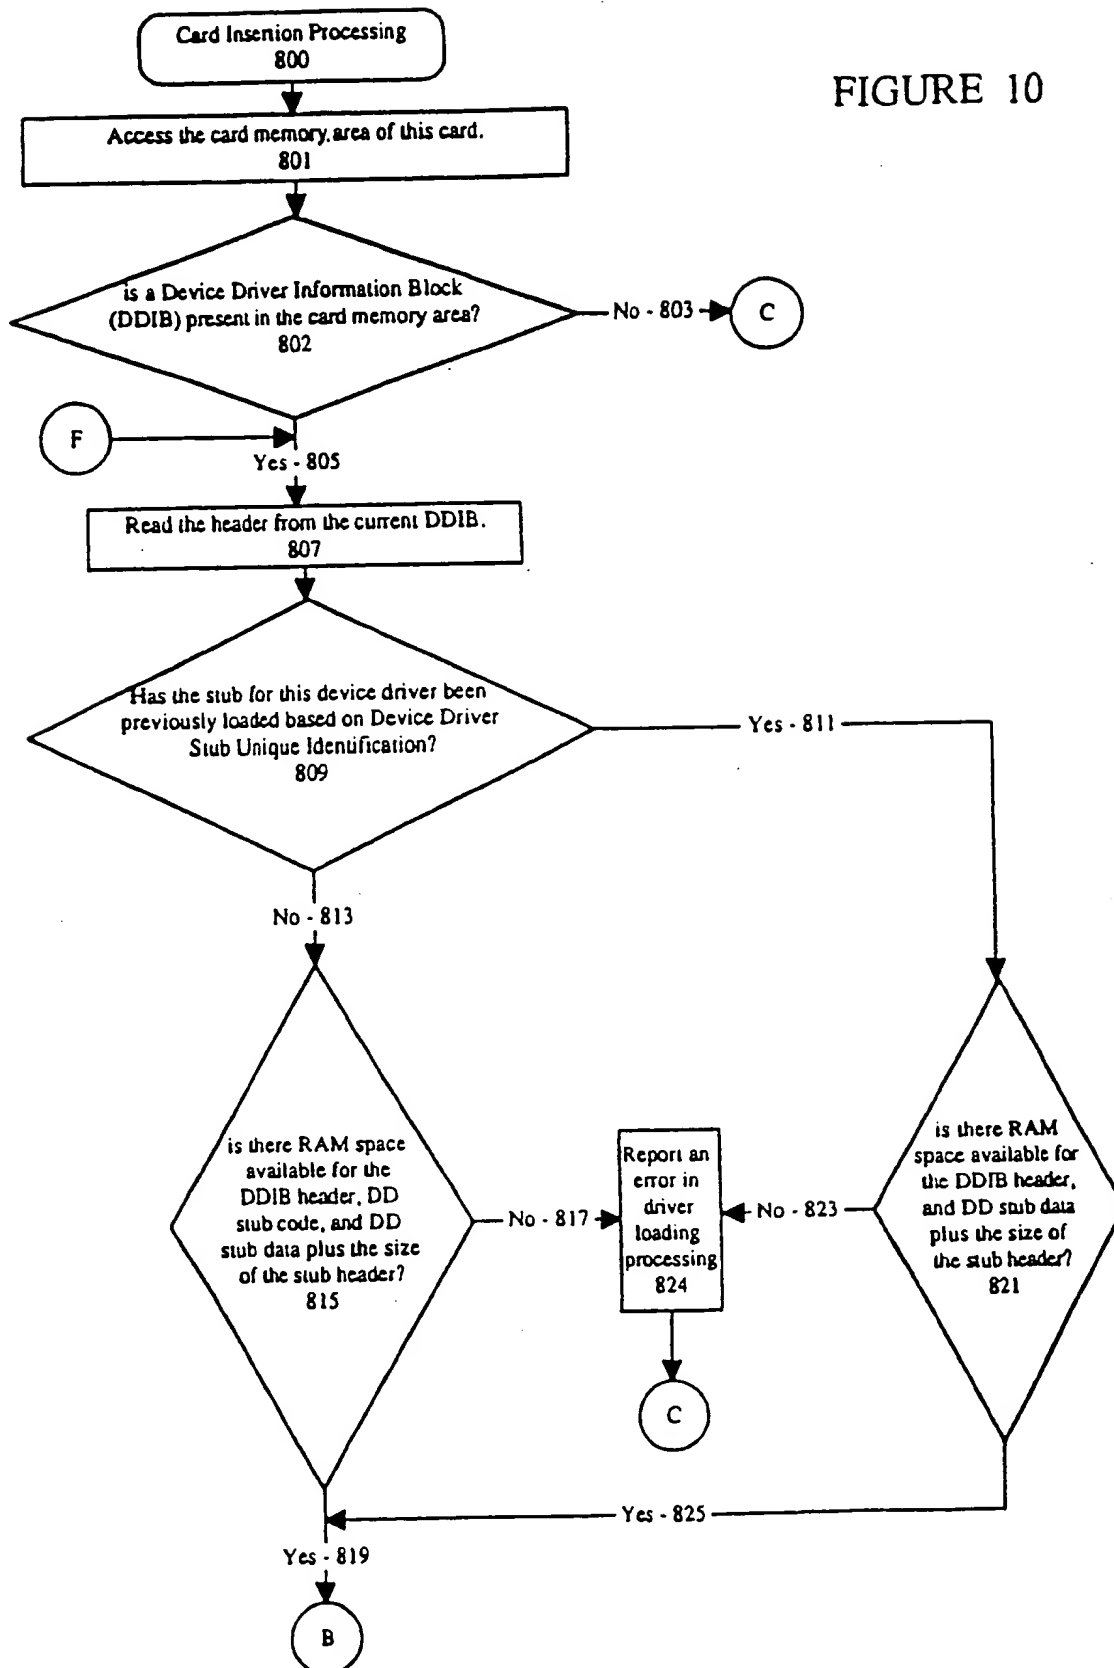 Card Insertion Processing
800
FIGURE 10
Access the card memory area of this card.
801
is a Device Driver Information Block
(DDIB) present in the card memory area?
802
No - 803
C
F
Yes - 805
Read the header from the current DDIB.
807
Has the stub for this device driver been
previously loaded based on Device Driver
Stub Unique Identification?
809
Yes - 811
No - 813
is there RAM space
available for the
DDIB header, DD
stub code, and DD
stub data plus the size
of the stub header?
815
No - 817
Report an
error in
driver
loading
processing
824
No - 823
is there RAM
space available for
the DDIB header,
and DD stub data
plus the size of
the stub header?
821
C
Yes - 825
Yes - 819
B